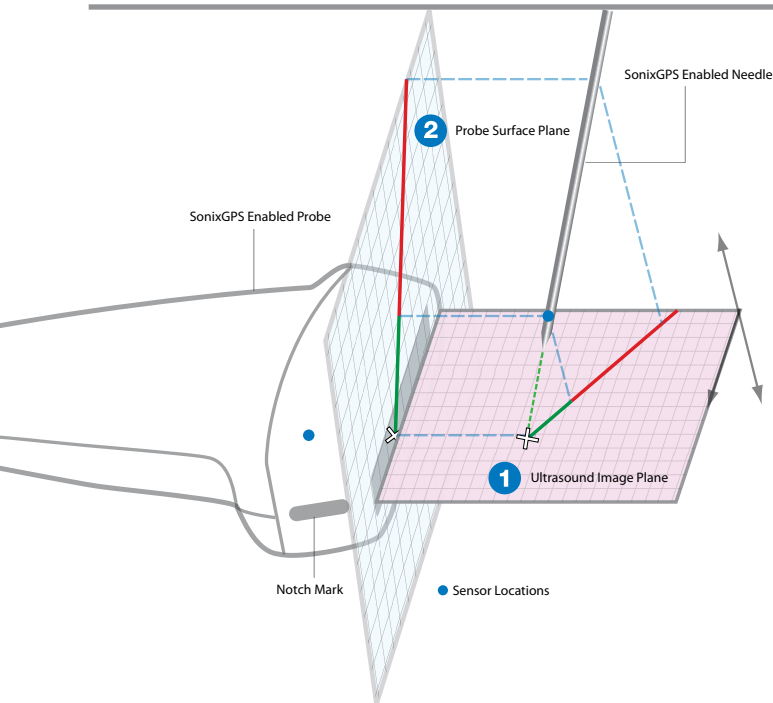 SonixGPS Enabled Needle
2 Probe Surface Plane
SonixGPS Enabled Probe
1 Ultrasound Image Plane
Notch Mark
Sensor Locations